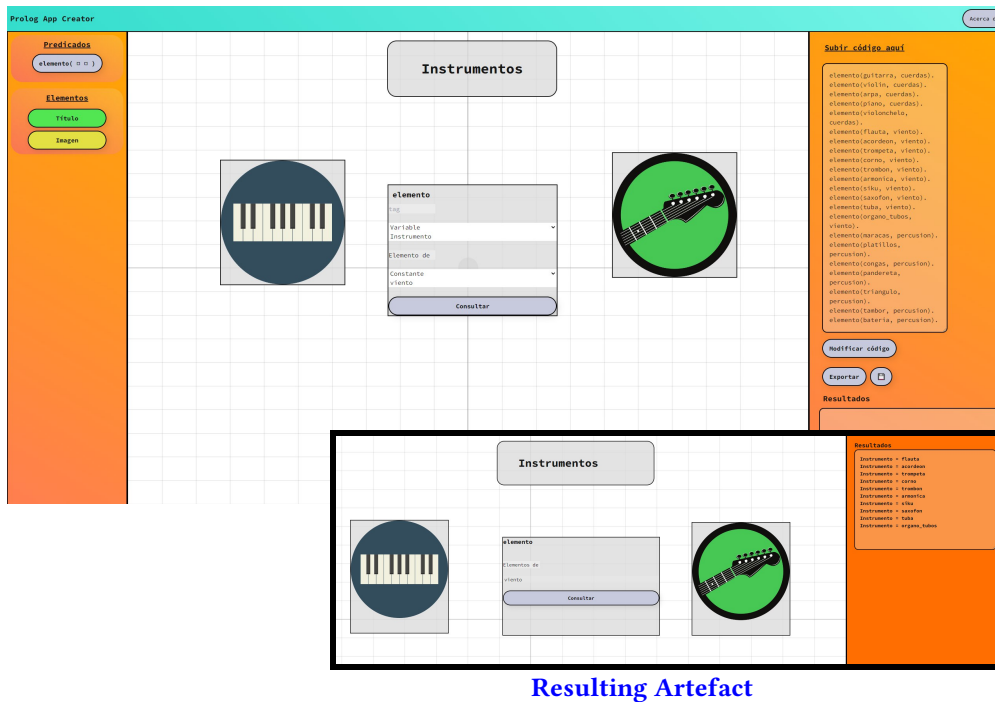 Prolog App Creator
Acerca
Predicados
elemento( ▫ ▫ )
Elementos
Título
Imagen
Instrumentos
elemento
tag
Variable
Instrumento
Elemento de
Constante
viento
Consultar
Subir código aquí
elemento(guitarra, cuerdas).
elemento(violin, cuerdas).
elemento(arpa, cuerdas).
elemento(piano, cuerdas).
elemento(violonchelo,
cuerdas).
elemento(flauta, viento).
elemento(acordeon, viento).
elemento(trompeta, viento).
elemento(corno, viento).
elemento(trombon, viento).
elemento(armonica, viento).
elemento(siku, viento).
elemento(saxofon, viento).
elemento(tuba, viento).
elemento(organo_tubos,
viento).
elemento(maracas, percusion).
elemento(platillos,
percusion).
elemento(congas, percusion).
elemento(pandereta,
percusion).
elemento(triangulo,
percusion).
elemento(tambor, percusion).
elemento(bateria, percusion).
Modificar código
Exportar
Resultados
Instrumentos
elemento
Elementos de
viento
Consultar
Resultados
Instrumento = flauta
Instrumento = acordeon
Instrumento = trompeta
Instrumento = corno
Instrumento = trombon
Instrumento = armonica
Instrumento = siku
Instrumento = saxofon
Instrumento = tuba
Instrumento = organo_tubos
Resulting Artefact